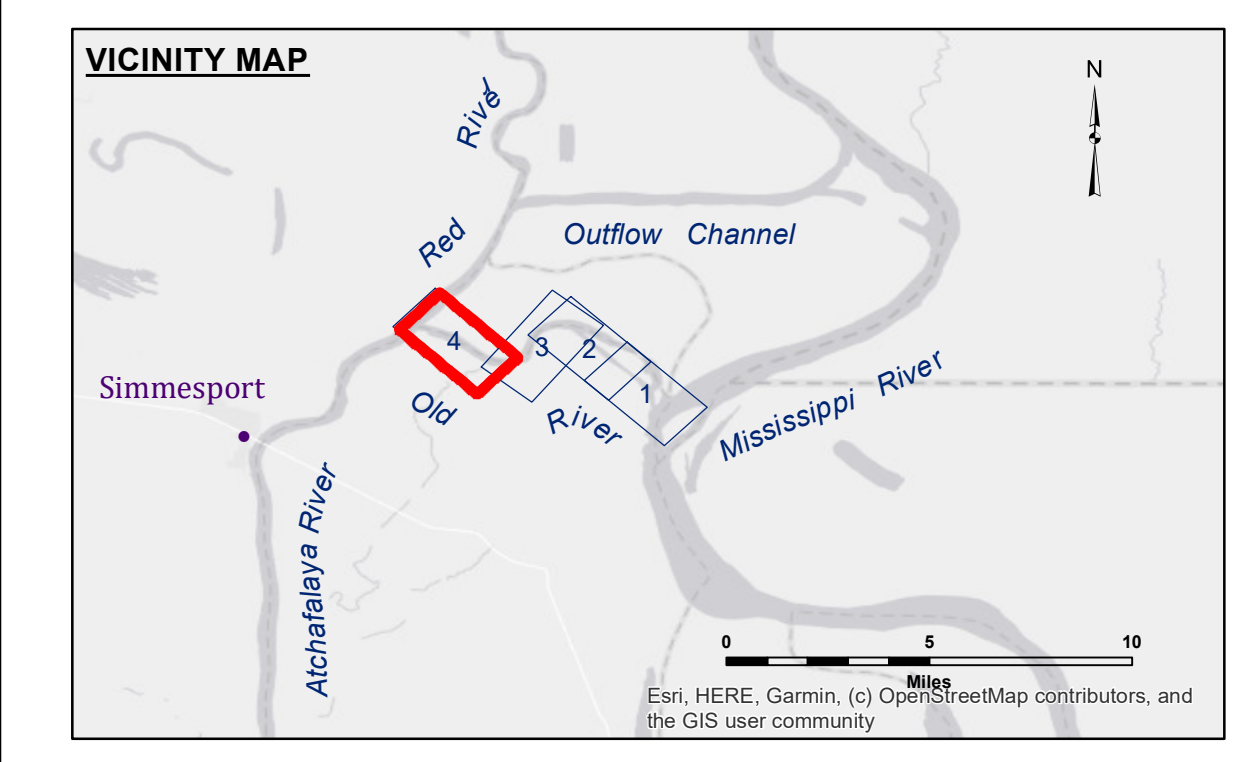 VICINITY MAP
N
River
Red
Outflow Channel
4
3
2
1
Simmesport
Old
River
Mississippi River
Atchafalaya River
0 5 10
Miles
Esri, HERE, Garmin, (c) OpenStreetMap contributors, and
the GIS user community